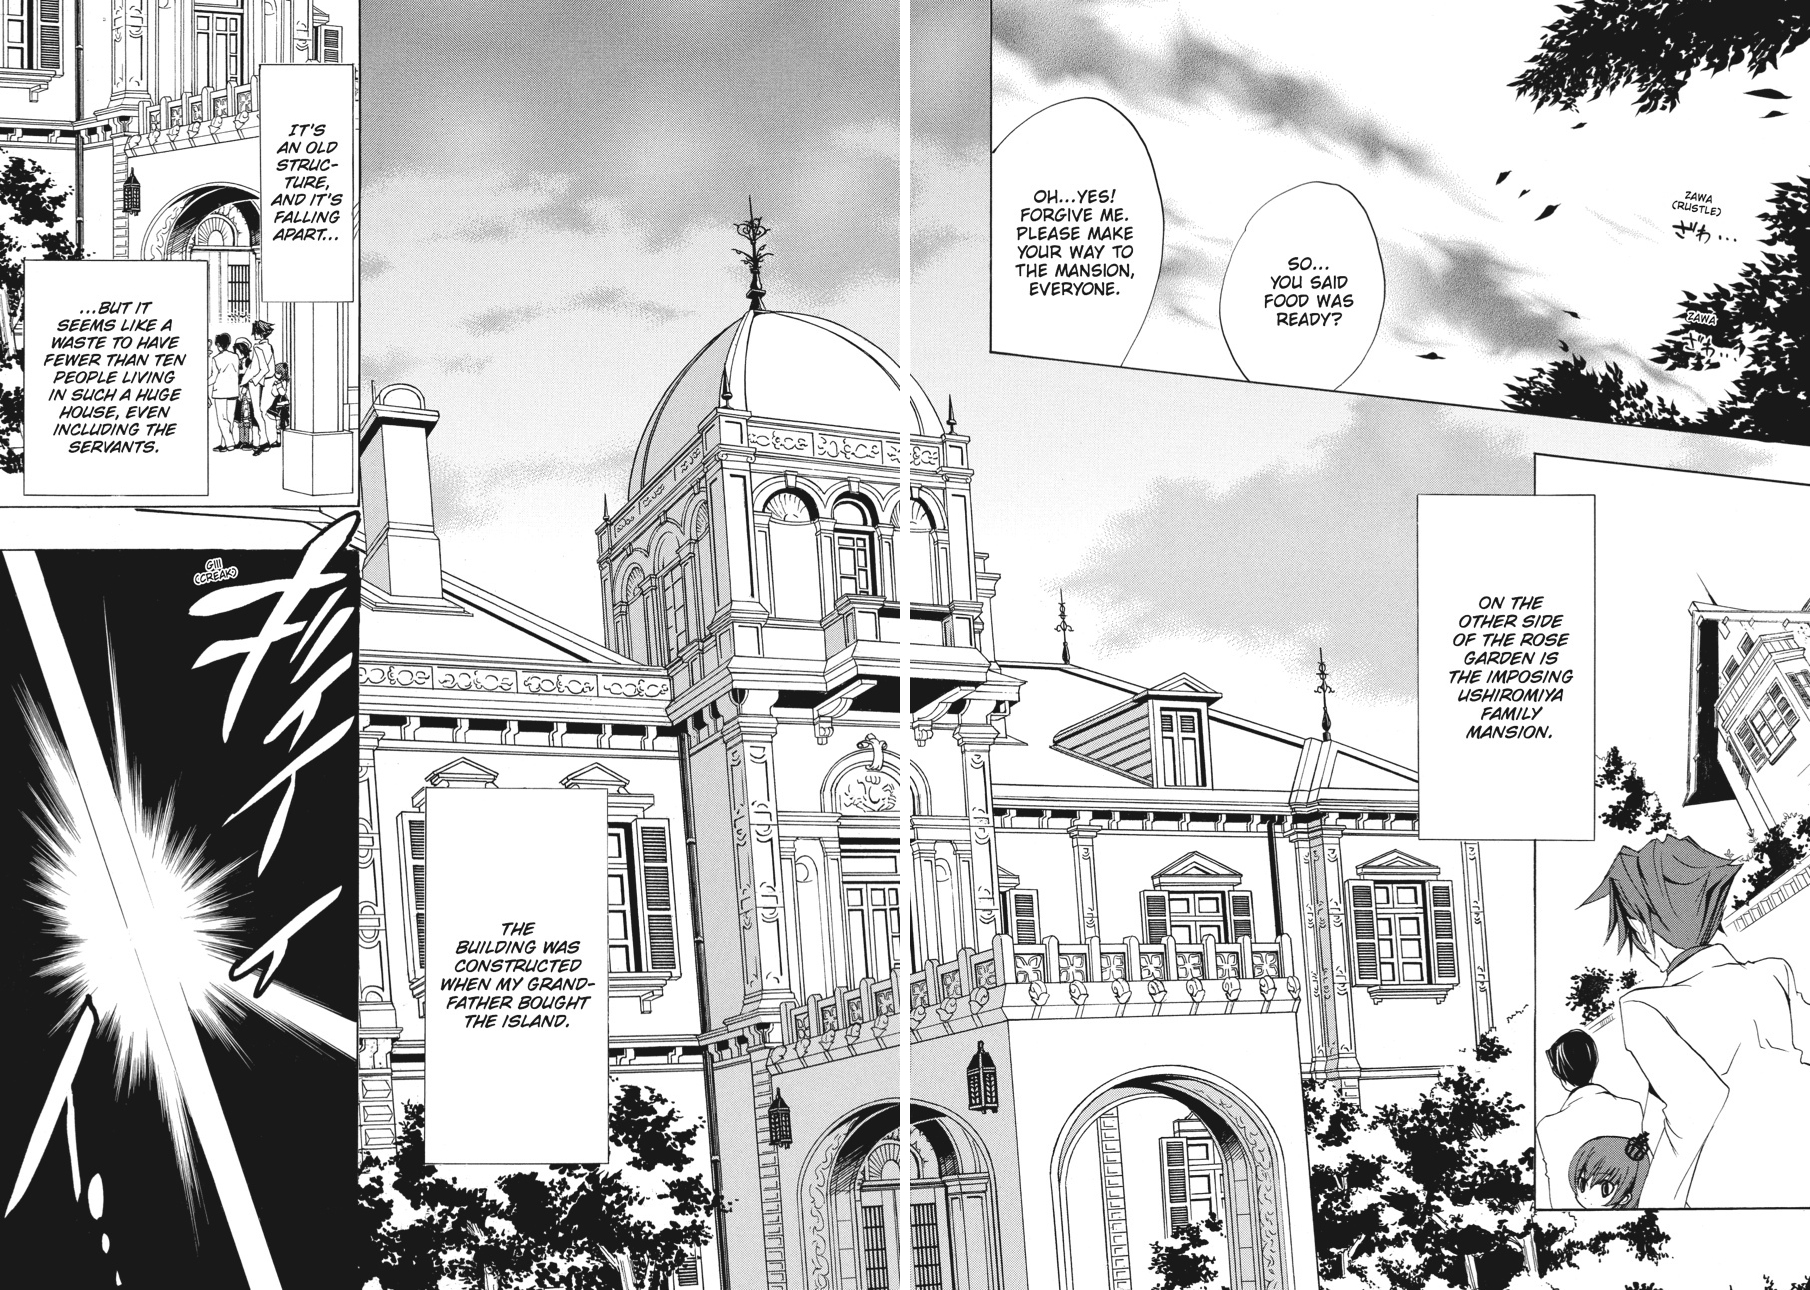 ZAWA
(RUSTLE)
ざわ...
ZAWA
ざわ...
SO...
YOU SAID
FOOD WAS
READY?
OH...YES!
FORGIVE ME.
PLEASE MAKE
YOUR WAY TO
THE MANSION,
EVERYONE.
ON THE
OTHER SIDE
OF THE ROSE
GARDEN IS
THE IMPOSING
USHIROMIYA
FAMILY
MANSION.
THE
BUILDING WAS
CONSTRUCTED
WHEN MY GRAND-
FATHER BOUGHT
THE ISLAND.
IT'S
AN OLD
STRUC-
TURE,
AND IT'S
FALLING
APART...
...BUT IT
SEEMS LIKE A
WASTE TO HAVE
FEWER THAN TEN
PEOPLE LIVING
IN SUCH A HUGE
HOUSE, EVEN
INCLUDING THE
SERVANTS.
GIII
(CREAK)
ギィィィ